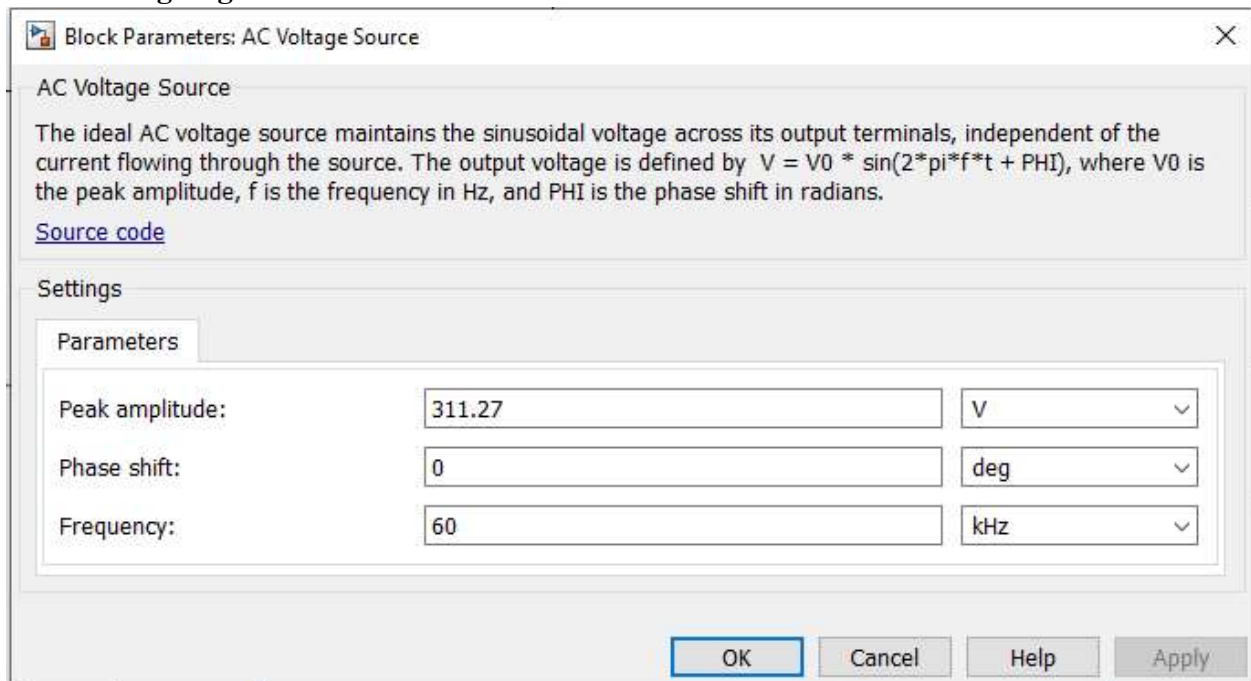 Block Parameters: AC Voltage Source
AC Voltage Source
The ideal AC voltage source maintains the sinusoidal voltage across its output terminals, independent of the
current flowing through the source. The output voltage is defined by V = V0 * sin(2*pi*f*t + PHI), where V0 is
the peak amplitude, f is the frequency in Hz, and PHI is the phase shift in radians.
Source code
Settings
Parameters
Peak amplitude: 311.27 V
Phase shift: 0 deg
Frequency: 60 kHz
OK Cancel Help Apply